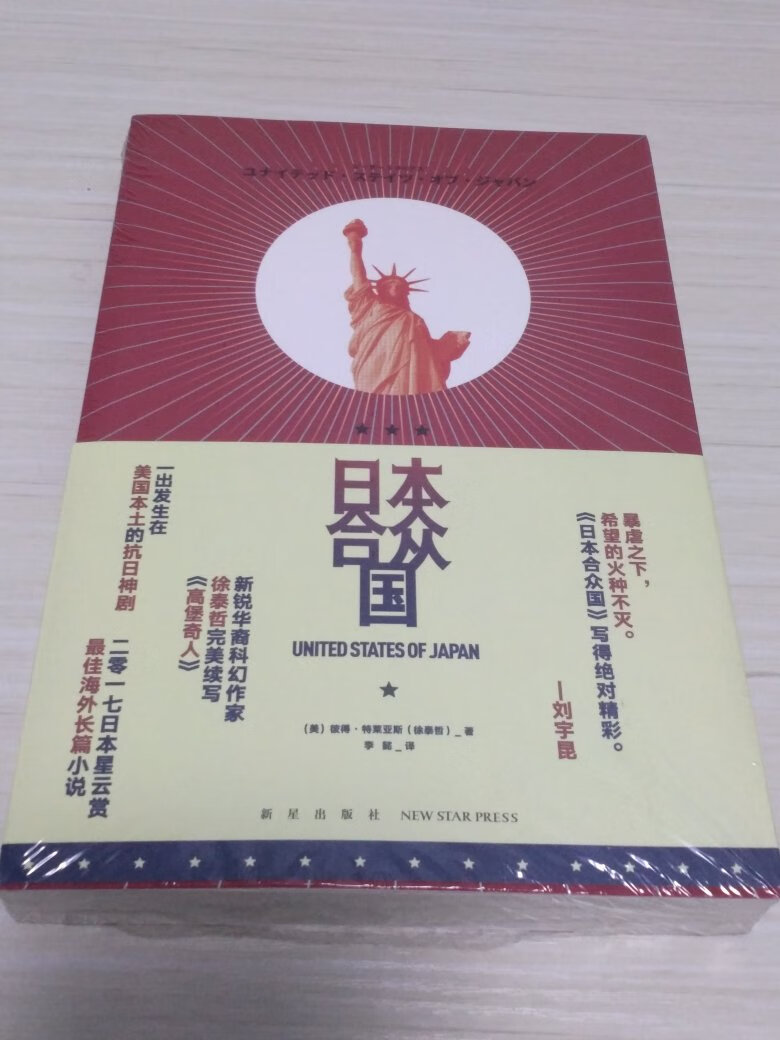 ユナイテッド・ステイツ・オブ・ジャパン
日本
合众
国
UNITED STATES OF JAPAN
暴虐之下，
希望的火种不灭。
《日本合众国》写得绝对精彩。
—刘宇昆
新锐华裔科幻作家
徐泰哲完美续写
《高堡奇人》
一出发生在
美国本土的抗日神剧
二零一七日本星云赏
最佳海外长篇小说
（美）彼得·特莱亚斯（徐泰哲）_著
李懿_译
新星出版社 NEW STAR PRESS